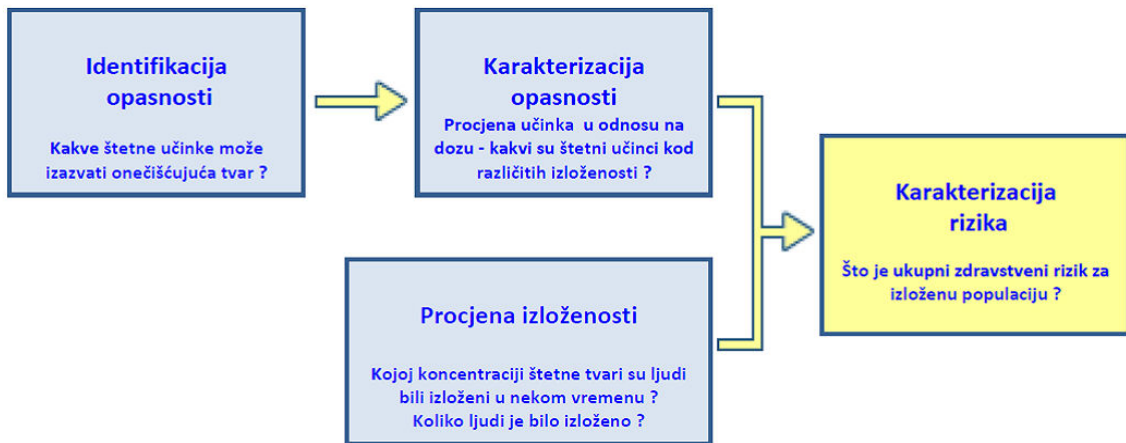 Identifikacija
opasnosti
Kakve štetne učinke može
izazvati onečišćujuća tvar ?
Karakterizacija
opasnosti
Procjena učinka u odnosu na
dozu - kakvi su štetni učinci kod
različitih izloženosti ?
Procjena izloženosti
Kojoj koncentraciji štetne tvari su ljudi
bili izloženi u nekom vremenu ?
Koliko ljudi je bilo izloženo ?
Karakterizacija
rizika
Što je ukupni zdravstveni rizik za
izloženu populaciju ?